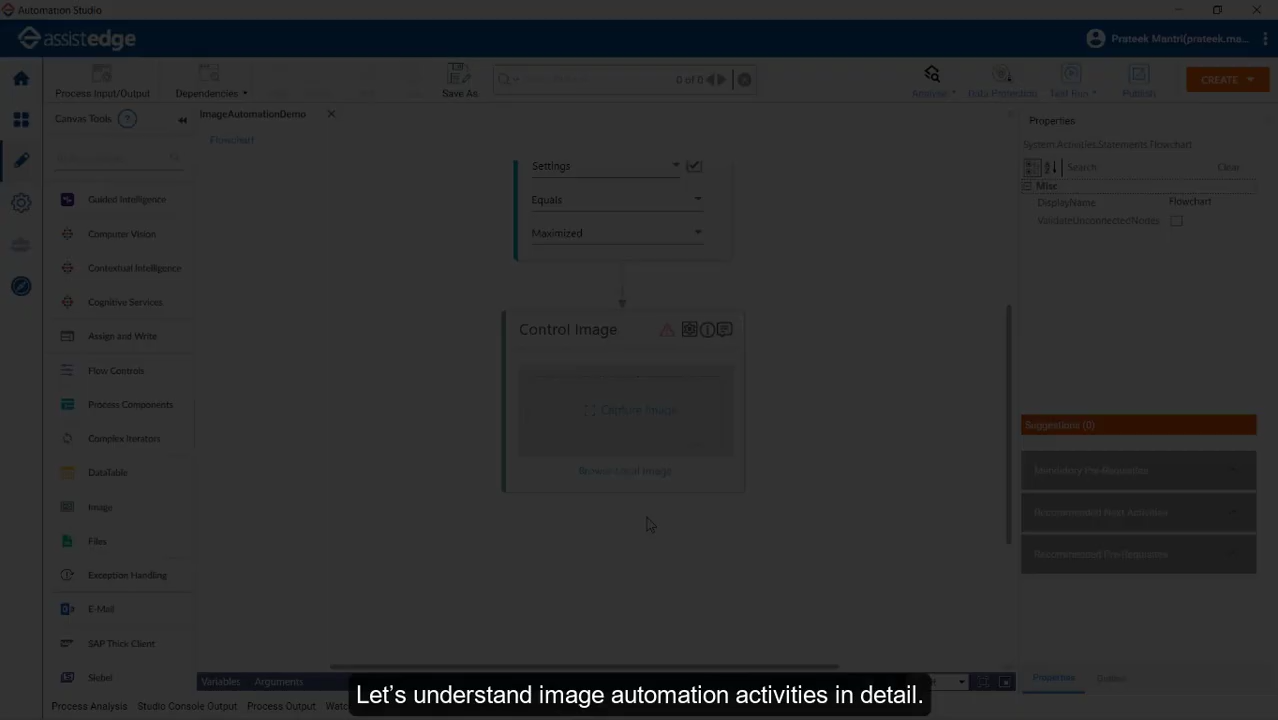 Automation Studio
assistedge
Prateek Mantri(prateek.ma...
Process Input/Output
Dependencies
Save As
0 of 0
Analyse
Data Protection
Test Run
Publish
CREATE
Canvas Tools ?
ImageAutomationDemo
Flowchart
Guided Intelligence
Computer Vision
Contextual Intelligence
Cognitive Services
Assign and Write
Flow Controls
Process Components
Complex Iterators
DataTable
Image
Files
Exception Handling
E-Mail
SAP Thick Client
Siebel
Settings
Equals
Maximized
Control Image
Capture Image
Browse Local Image
Properties
System.Activities.Statements.Flowchart
Search
Clear
Misc
DisplayName
Flowchart
ValidateUnconnectedNodes
Suggestions (0)
Mandatory Pre-Requisites
Recommended Next Activities
Recommended Pre-Requisites
Variables
Arguments
Properties
Outline
Process Analysis
Studio Console Output
Process Output
Let's understand image automation activities in detail.